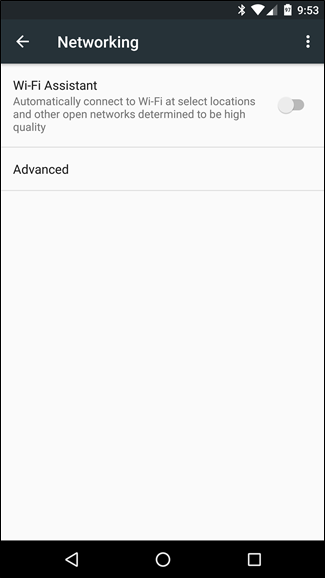 9:53
Networking
Wi-Fi Assistant
Automatically connect to Wi-Fi at select locations
and other open networks determined to be high
quality
Advanced